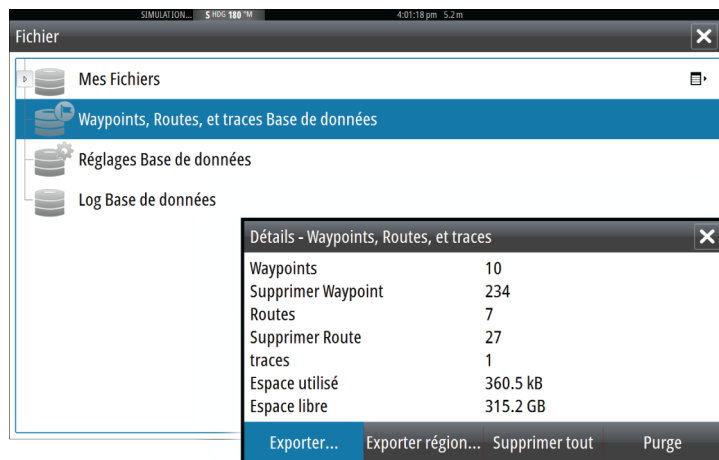 SIMULATION... S HDG 180 °M 4:01:18 pm 5.2 m
Fichier
Mes Fichiers
Waypoints, Routes, et traces Base de données
Réglages Base de données
Log Base de données
Détails - Waypoints, Routes, et traces
Waypoints 10
Supprimer Waypoint 234
Routes 7
Supprimer Route 27
traces 1
Espace utilisé 360.5 kB
Espace libre 315.2 GB
Exporter... Exporter région... Supprimer tout Purge